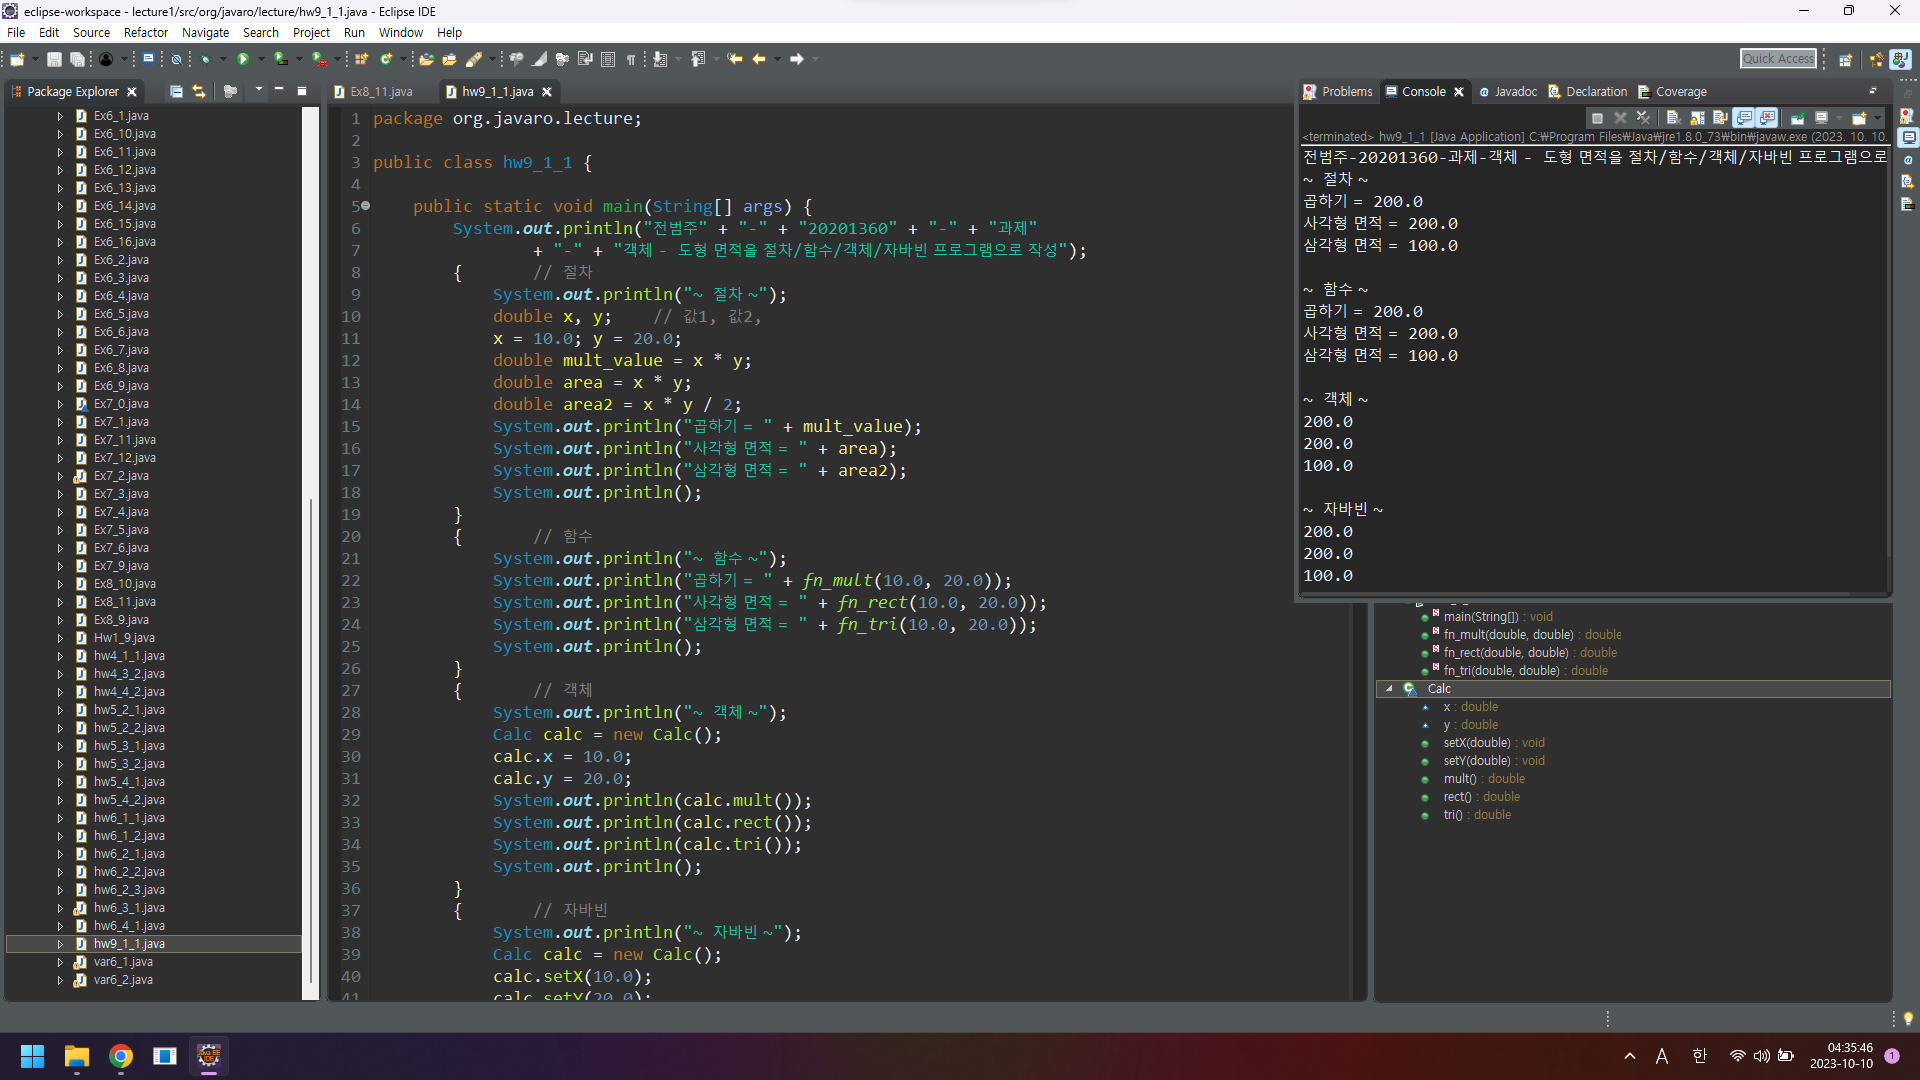 eclipse-workspace - lecture1/src/org/javaro/lecture/hw9_1_1.java - Eclipse IDE
File Edit Source Refactor Navigate Search Project Run Window Help
Quick Access
Package Explorer
Ex6_1.java
Ex6_10.java
Ex6_11.java
Ex6_12.java
Ex6_13.java
Ex6_14.java
Ex6_15.java
Ex6_16.java
Ex6_2.java
Ex6_3.java
Ex6_4.java
Ex6_5.java
Ex6_6.java
Ex6_7.java
Ex6_8.java
Ex6_9.java
Ex7_0.java
Ex7_1.java
Ex7_11.java
Ex7_12.java
Ex7_2.java
Ex7_3.java
Ex7_4.java
Ex7_5.java
Ex7_6.java
Ex7_9.java
Ex8_10.java
Ex8_11.java
Ex8_9.java
Hw1_9.java
hw4_1_1.java
hw4_3_2.java
hw4_4_2.java
hw5_2_1.java
hw5_2_2.java
hw5_3_1.java
hw5_3_2.java
hw5_4_1.java
hw5_4_2.java
hw6_1_1.java
hw6_1_2.java
hw6_2_1.java
hw6_2_2.java
hw6_2_3.java
hw6_3_1.java
hw6_4_1.java
hw9_1_1.java
var6_1.java
var6_2.java
Ex8_11.java hw9_1_1.java
1 package org.javaro.lecture;
2
3 public class hw9_1_1 {
4
5 public static void main(String[] args) {
6 System.out.println("전범주" + "-" + "20201360" + "-" + "과제"
7 + "-" + "객체 - 도형 면적을 절차/함수/객체/자바빈 프로그램으로 작성");
8 { // 절차
9 System.out.println("~ 절차 ~");
10 double x, y; // 값1, 값2,
11 x = 10.0; y = 20.0;
12 double mult_value = x * y;
13 double area = x * y;
14 double area2 = x * y / 2;
15 System.out.println("곱하기 = " + mult_value);
16 System.out.println("사각형 면적 = " + area);
17 System.out.println("삼각형 면적 = " + area2);
18 System.out.println();
19 }
20 { // 함수
21 System.out.println("~ 함수 ~");
22 System.out.println("곱하기 = " + fn_mult(10.0, 20.0));
23 System.out.println("사각형 면적 = " + fn_rect(10.0, 20.0));
24 System.out.println("삼각형 면적 = " + fn_tri(10.0, 20.0));
25 System.out.println();
26 }
27 { // 객체
28 System.out.println("~ 객체 ~");
29 Calc calc = new Calc();
30 calc.x = 10.0;
31 calc.y = 20.0;
32 System.out.println(calc.mult());
33 System.out.println(calc.rect());
34 System.out.println(calc.tri());
35 System.out.println();
36 }
37 { // 자바빈
38 System.out.println("~ 자바빈 ~");
39 Calc calc = new Calc();
40 calc.setX(10.0);
41 calc.setY(20.0);
Problems Console Javadoc Declaration Coverage
<terminated> hw9_1_1 [Java Application] C:₩Program Files₩Java₩jre1.8.0_73₩bin₩javaw.exe (2023. 10. 10.
전범주-20201360-과제-객체 - 도형 면적을 절차/함수/객체/자바빈 프로그램으로
~ 절차 ~
곱하기 = 200.0
사각형 면적 = 200.0
삼각형 면적 = 100.0
~ 함수 ~
곱하기 = 200.0
사각형 면적 = 200.0
삼각형 면적 = 100.0
~ 객체 ~
200.0
200.0
100.0
~ 자바빈 ~
200.0
200.0
100.0
main(String[]) : void
fn_mult(double, double) : double
fn_rect(double, double) : double
fn_tri(double, double) : double
Calc
x : double
y : double
setX(double) : void
setY(double) : void
mult() : double
rect() : double
tri() : double
A 한
04:35:46
2023-10-10
1